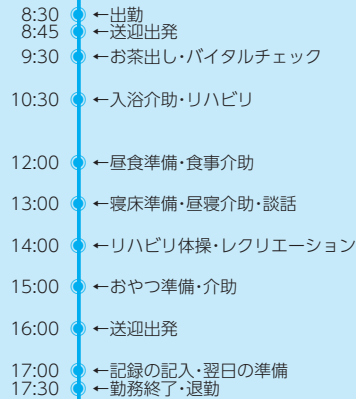 8:30 ←出勤
8:45 ←送迎出発
9:30 ←お茶出し・バイタルチェック
10:30 ←入浴介助・リハビリ
12:00 ←昼食準備・食事介助
13:00 ←寝床準備・昼寝介助・談話
14:00 ←リハビリ体操・レクリエーション
15:00 ←おやつ準備・介助
16:00 ←送迎出発
17:00 ←記録の記入・翌日の準備
17:30 ←勤務終了・退勤